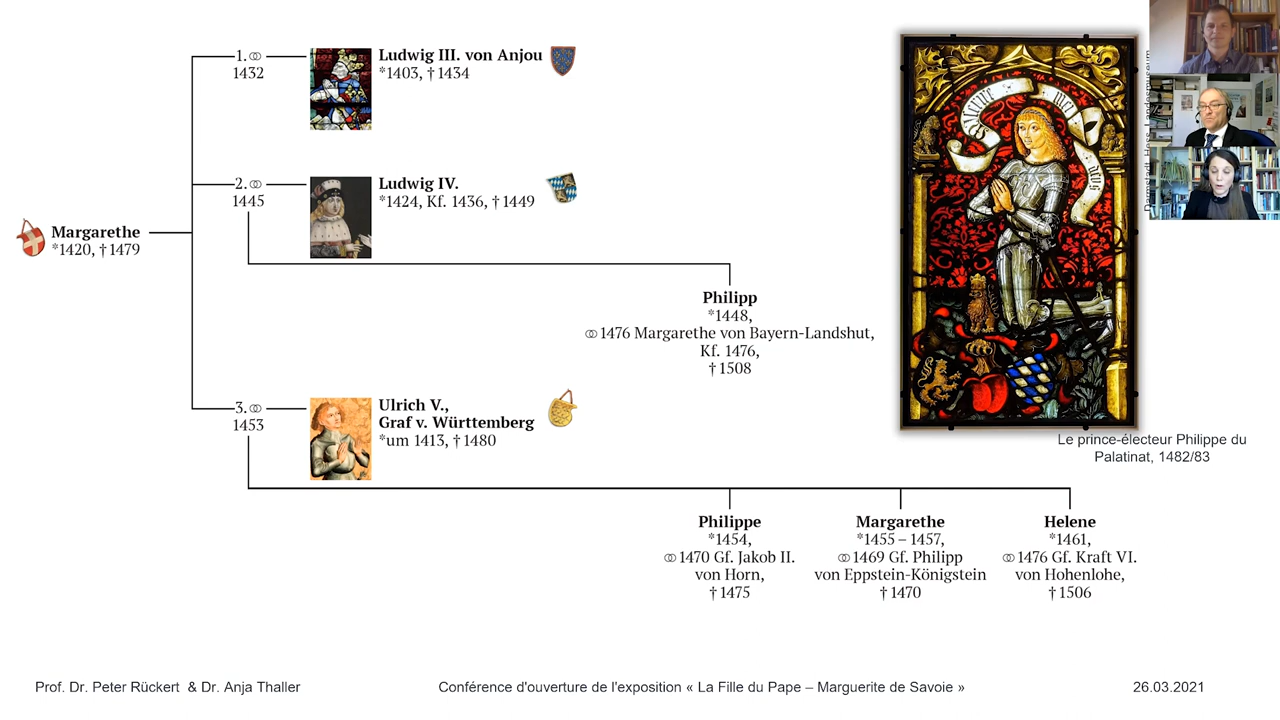 1.⚭
1432
Ludwig III. von Anjou
*1403, †1434
2.⚭
1445
Ludwig IV.
*1424, Kf. 1436, †1449
Margarethe
*1420, †1479
Philipp
*1448,
⚭1476 Margarethe von Bayern-Landshut,
Kf. 1476,
†1508
3.⚭
1453
Ulrich V.,
Graf v. Württemberg
*um 1413, †1480
Philippe
*1454,
⚭1470 Gf. Jakob II.
von Horn,
†1475
Margarethe
*1455 – 1457,
⚭1469 Gf. Philipp
von Eppstein-Königstein
†1470
Helene
*1461,
⚭1476 Gf. Kraft VI.
von Hohenlohe,
†1506
mei
Darmstadt, Hess. Landesmuseum
Le prince-électeur Philippe du
Palatinat, 1482/83
Prof. Dr. Peter Rückert & Dr. Anja Thaller
Conférence d'ouverture de l'exposition « La Fille du Pape – Marguerite de Savoie »
26.03.2021